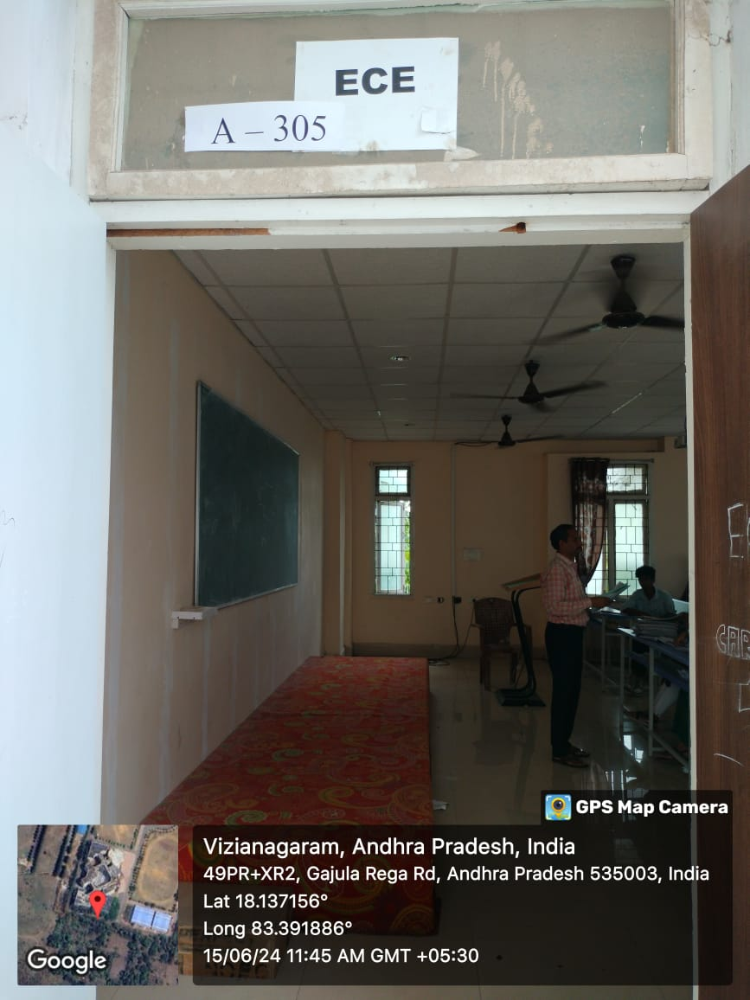 ECE
A – 305
GPS Map Camera
Vizianagaram, Andhra Pradesh, India
49PR+XR2, Gajula Rega Rd, Andhra Pradesh 535003, India
Lat 18.137156°
Long 83.391886°
15/06/24 11:45 AM GMT +05:30
Google